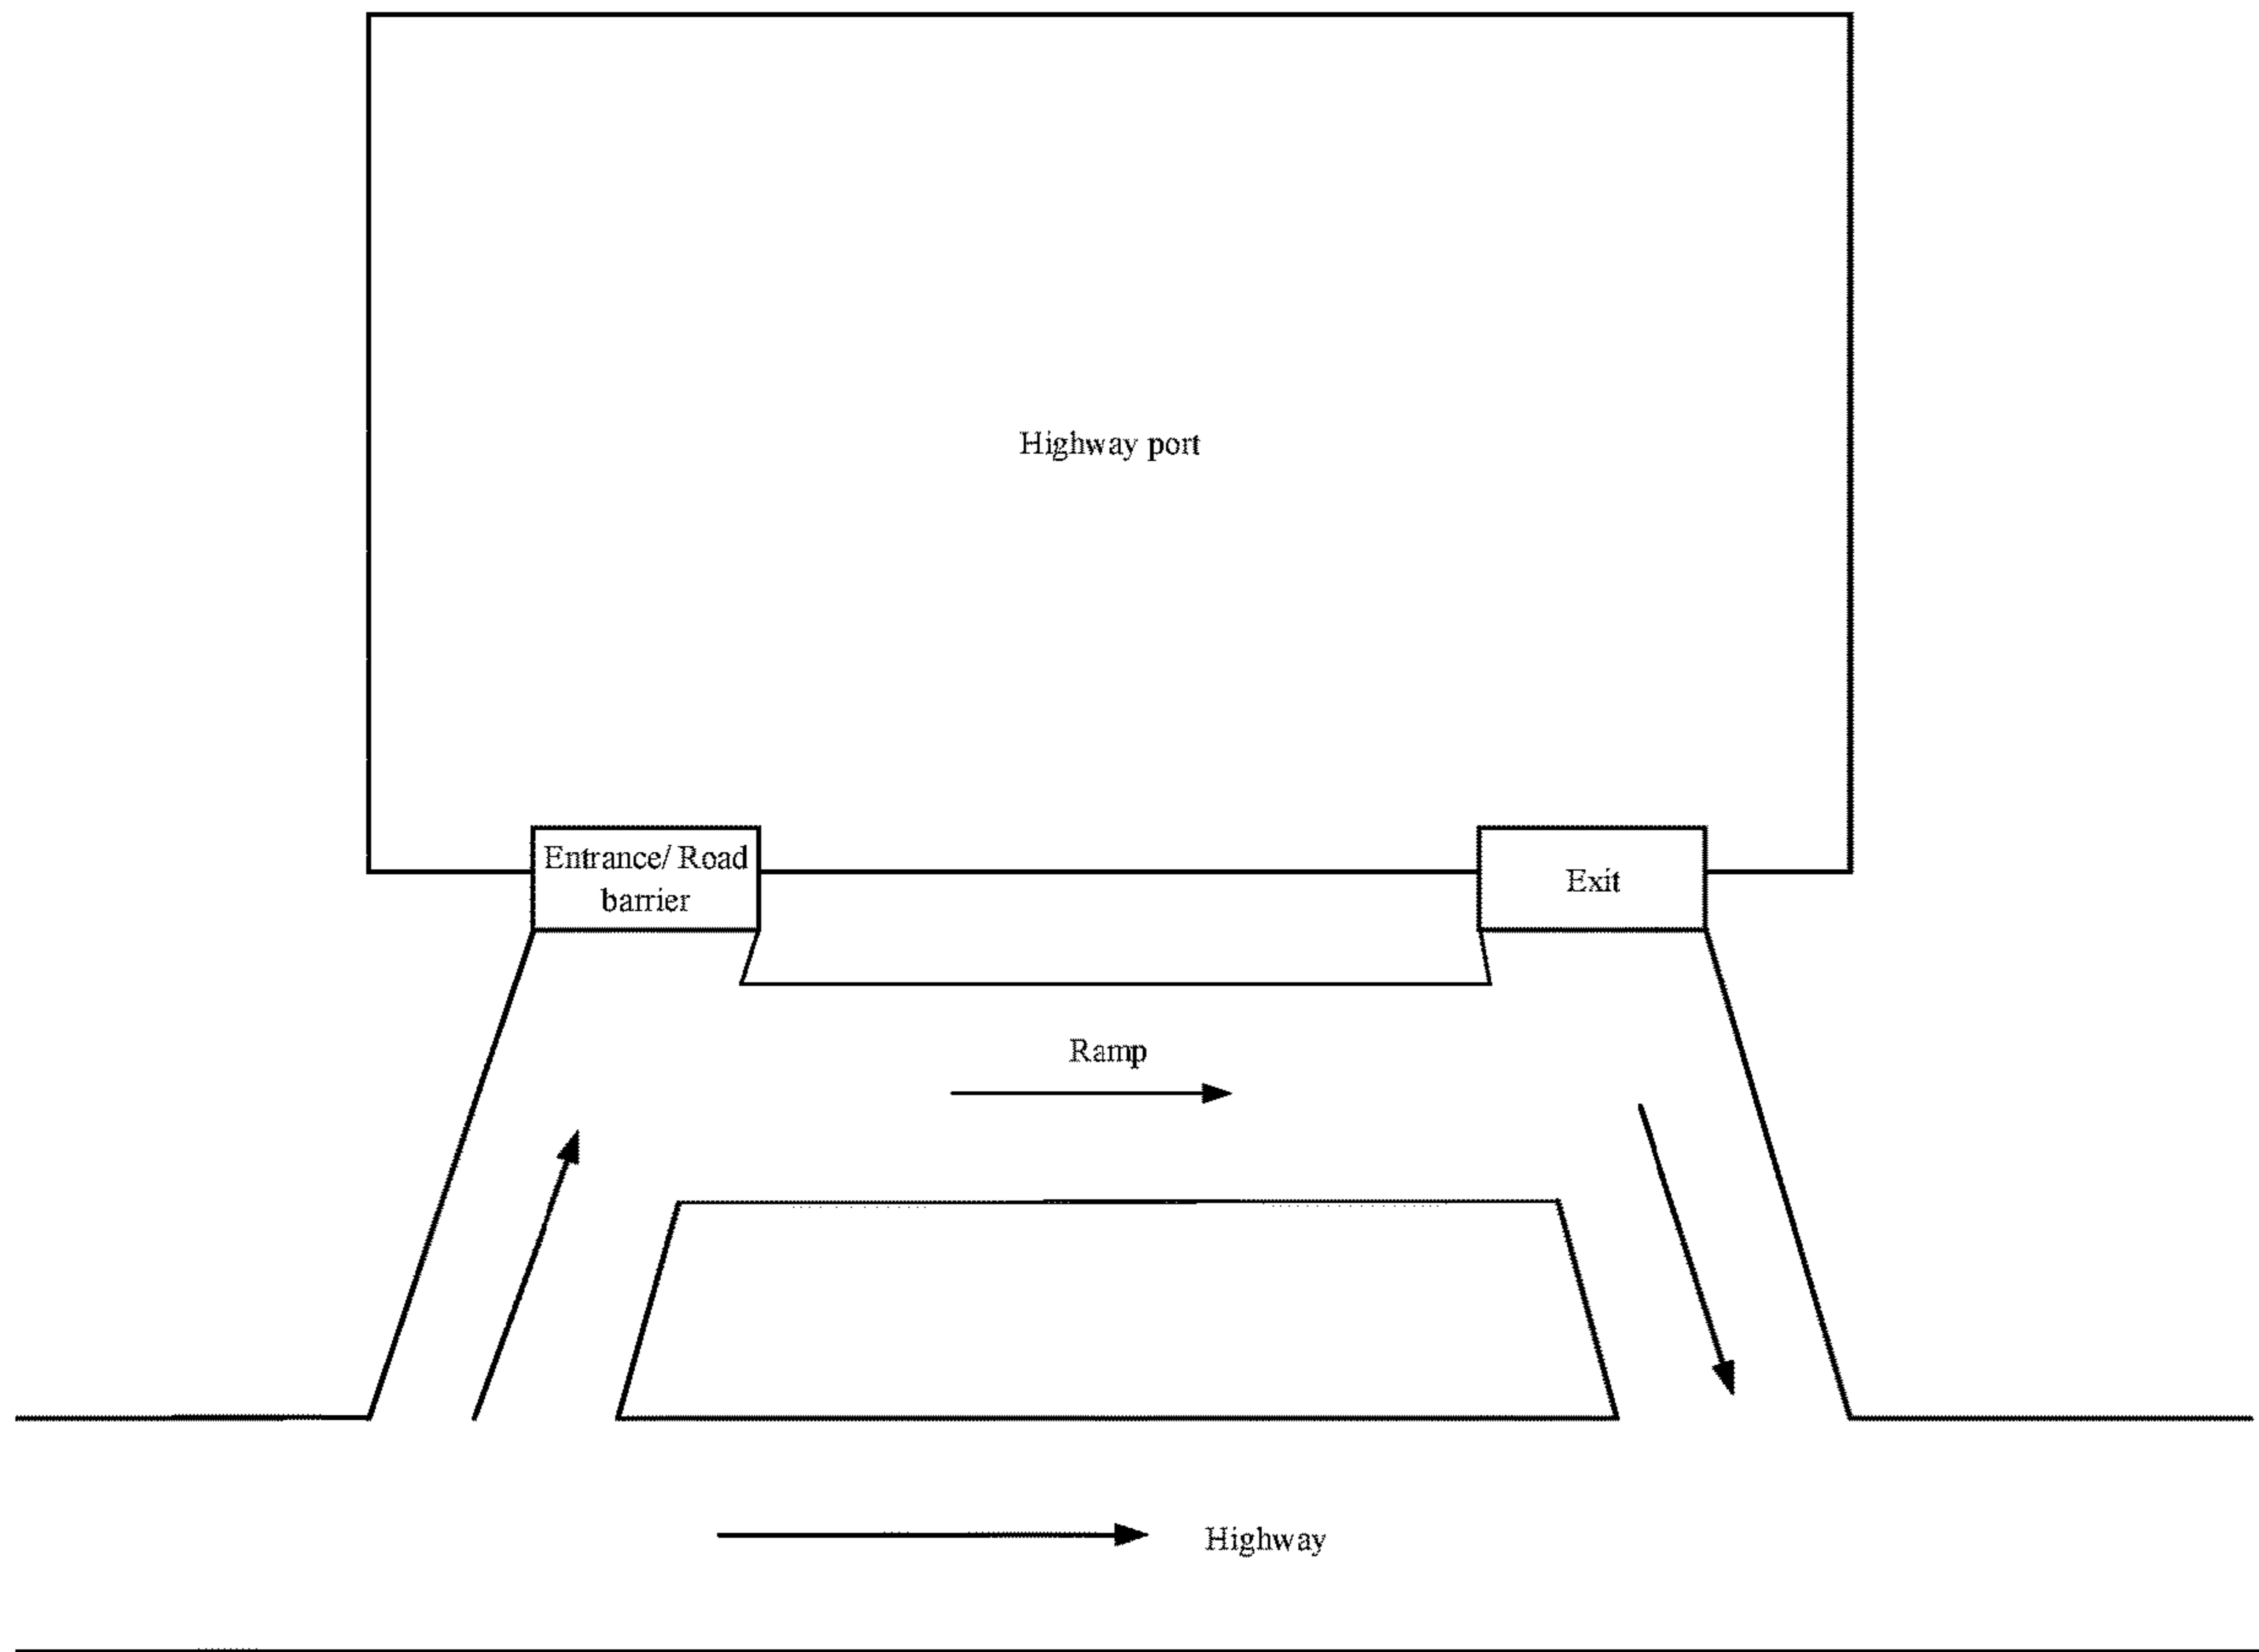 Highway port
Entrance/ Road
barrier
Exit
Ramp
Highway